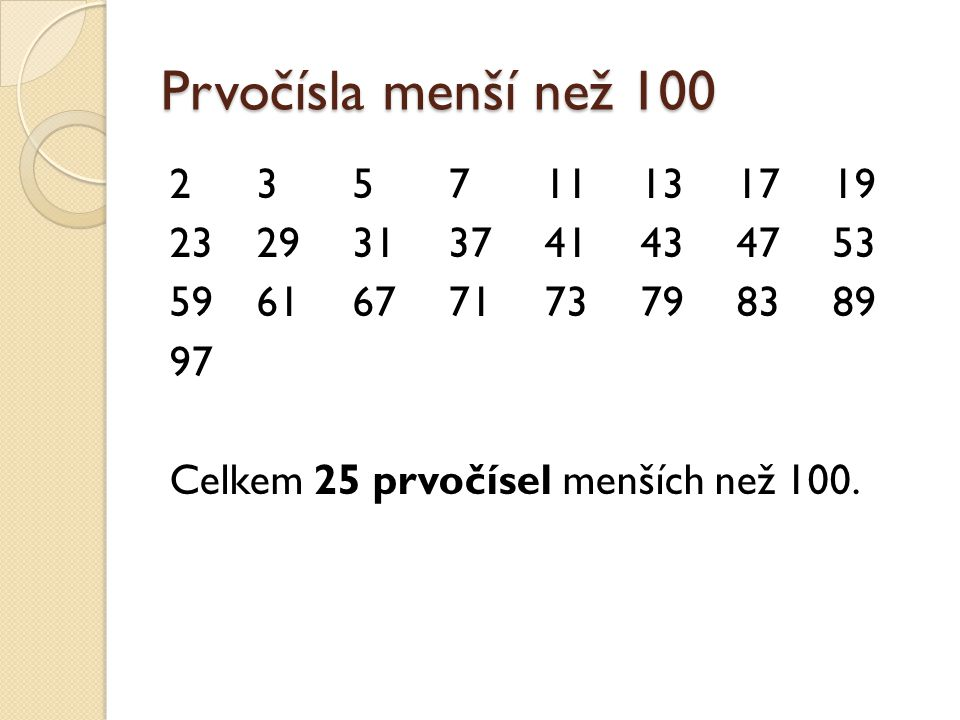 Prvočísla menší než 100
2 3 5 7 11 13 17 19
23 29 31 37 41 43 47 53
59 61 67 71 73 79 83 89
97
Celkem 25 prvočísel menších než 100.